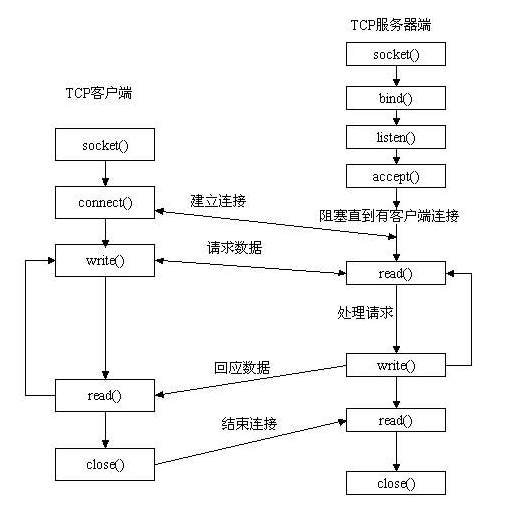 TCP服务器端
socket()
TCP客户端
bind()
listen()
socket()
accept()
connect()
建立连接
阻塞直到有客户端连接
请求数据
write()
read()
处理请求
回应数据
write()
read()
结束连接
read()
close()
close()